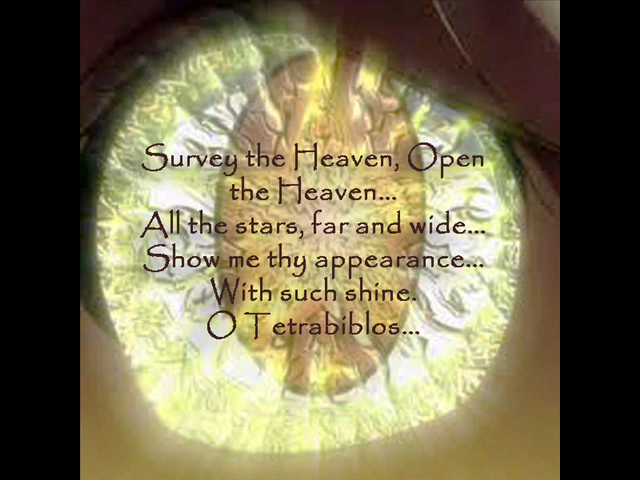 Survey the Heaven, Open
the Heaven...
All the stars, far and wide...
Show me thy appearance...
With such shine.
O Tetrabiblos...